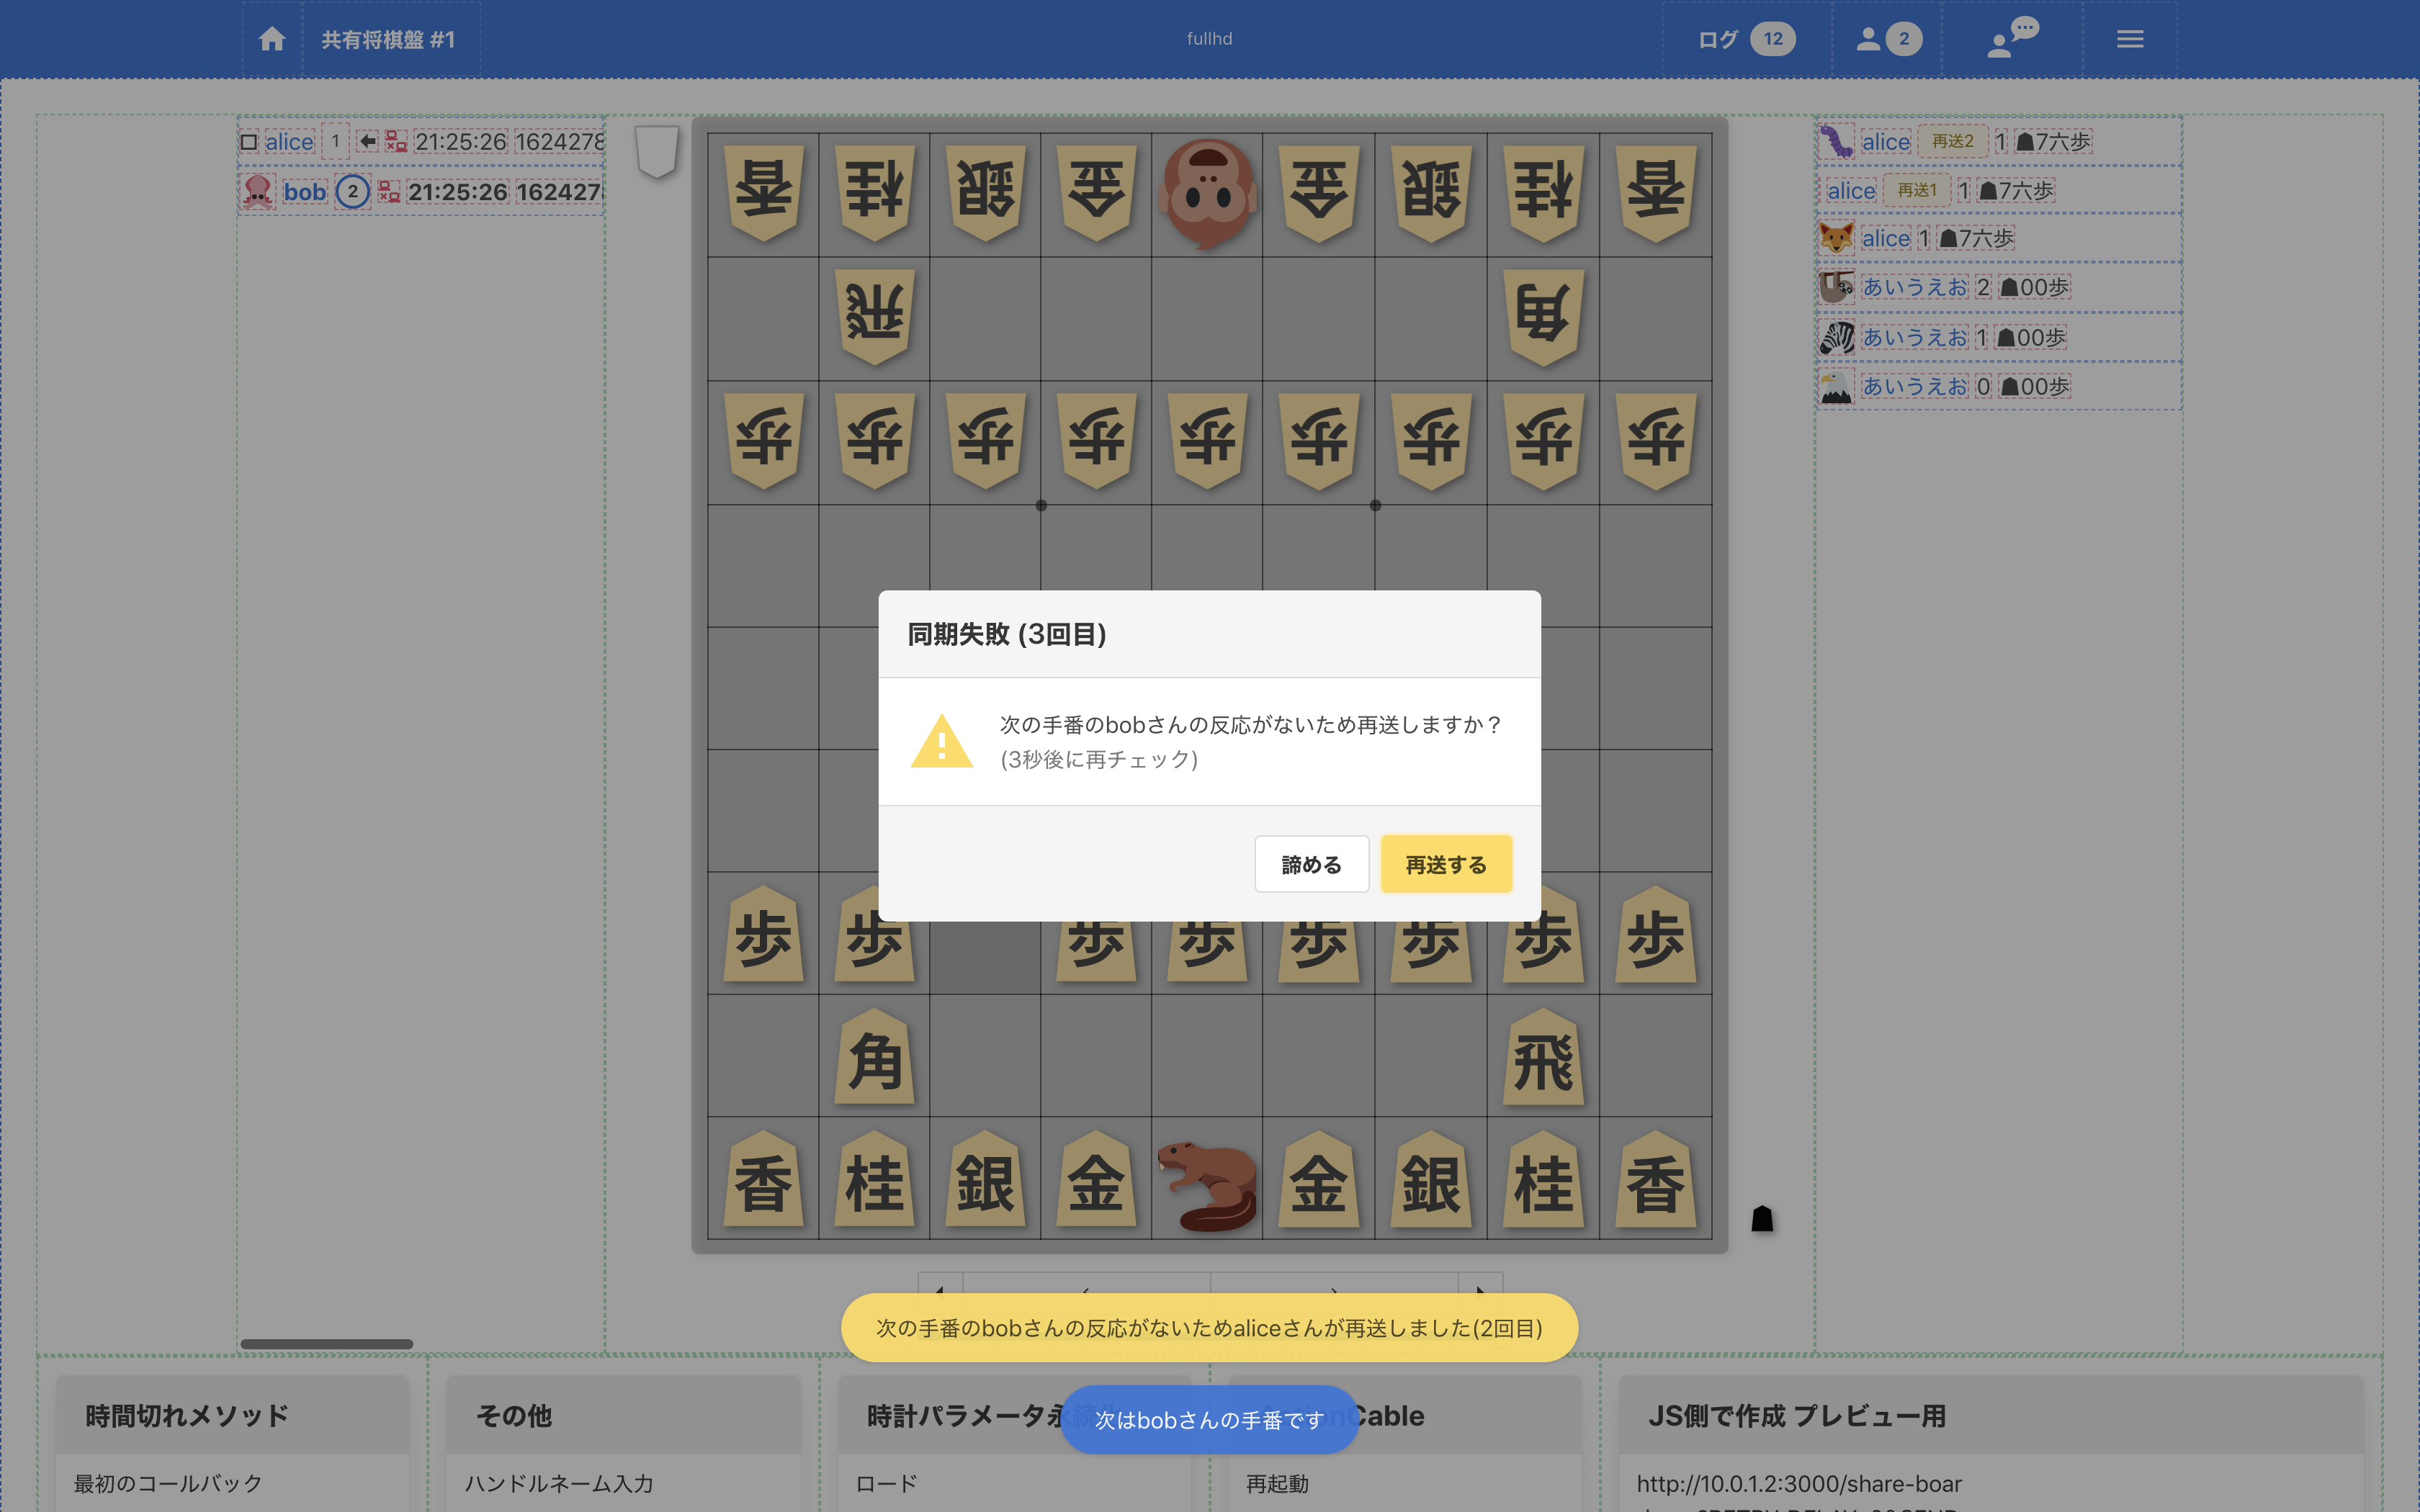 共有将棋盤 #1
fullhd
ログ 12
2
alice 1 21:25:26 1624278
bob 2 21:25:26 162427
香 桂 銀 金 金 銀 桂 香
飛 角
歩 歩 歩 歩 歩 歩 歩 歩 歩
alice 再送2 1 ☗7六歩
alice 再送1 1 ☗7六歩
alice 1 ☗7六歩
あいうえお 2 ☗00歩
あいうえお 1 ☗00歩
あいうえお 0 ☗00歩
同期失敗 (3回目)
次の手番のbobさんの反応がないため再送しますか？
(3秒後に再チェック)
諦める 再送する
歩 歩 歩 歩 歩 歩 歩 歩
角 飛
香 桂 銀 金 金 銀 桂 香
次の手番のbobさんの反応がないためaliceさんが再送しました(2回目)
次はbobさんの手番です
時間切れメソッド
最初のコールバック
その他
ハンドルネーム入力
時計パラメータ永
ロード
Cable
再起動
JS側で作成 プレビュー用
http://10.0.1.2:3000/share-boar